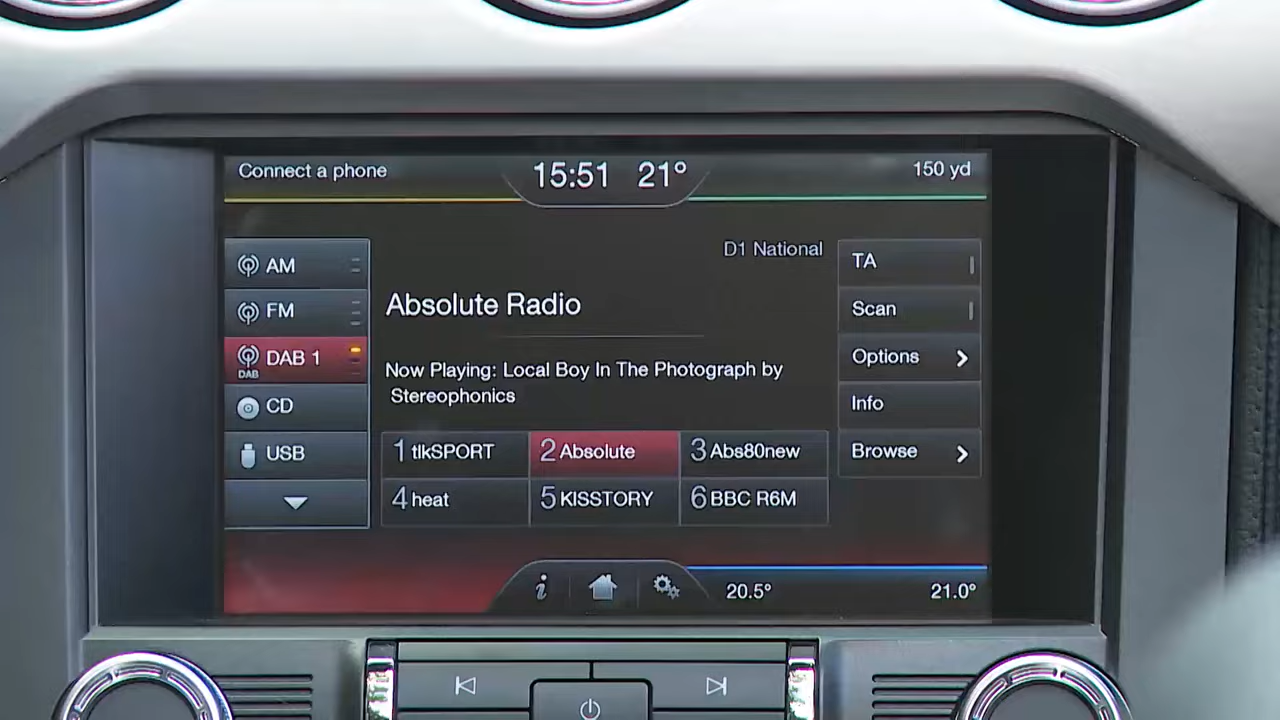 Connect a phone
15:51 21°
150 yd
D1 National
AM
FM
DAB 1
DAB
CD
USB
Absolute Radio
Now Playing: Local Boy In The Photograph by
Stereophonics
1 tlkSPORT
2 Absolute
3 Abs80new
4 heat
5 KISSTORY
6 BBC R6M
TA
Scan
Options
Info
Browse
i
20.5°
21.0°